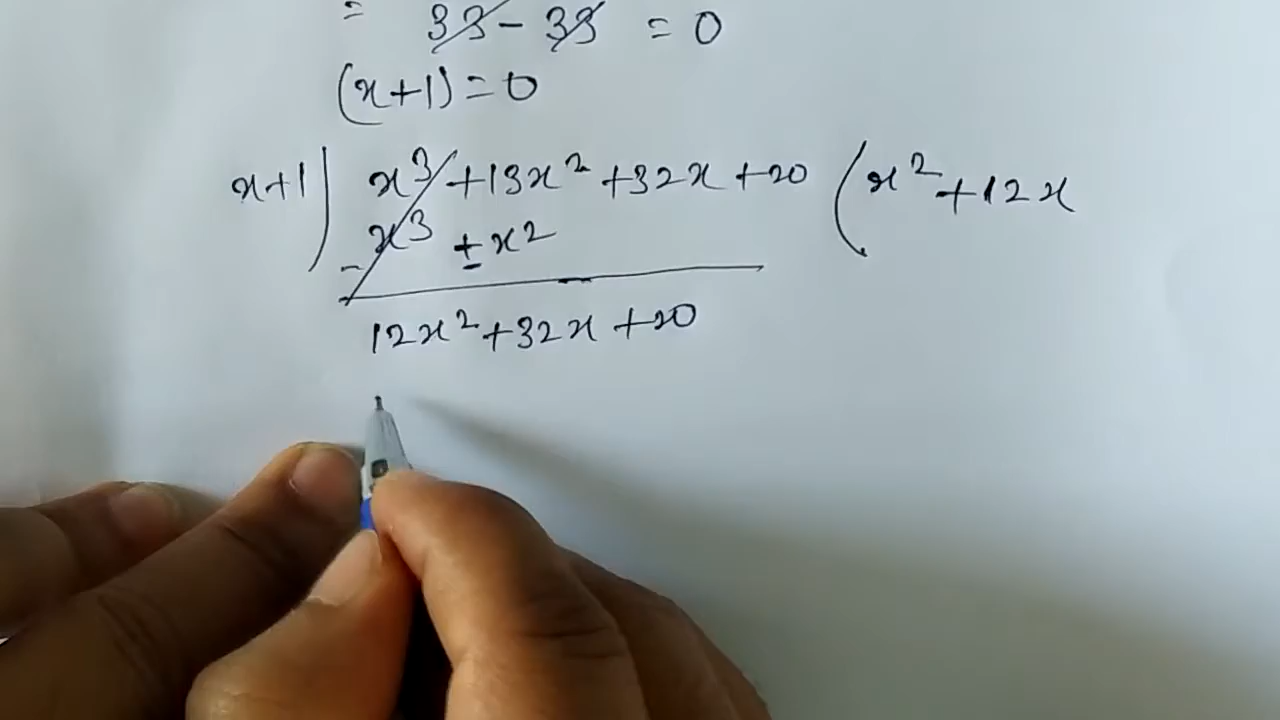 = 33 - 33 = 0
(x+1) = 0
x+1) x³ + 13x² + 32x + 20 (x² + 12x
- x³ ± x²
12x² + 32x + 20